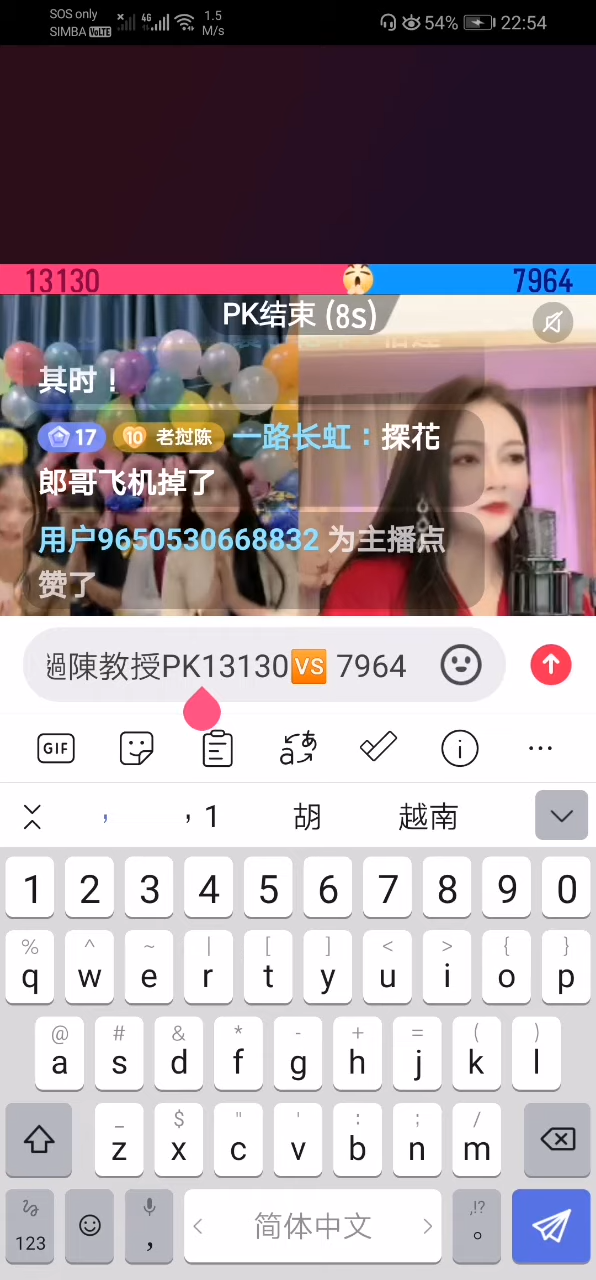 SOS only
SIMBA VoLTE
4G
1.5
M/s
54%
22:54
13130
7964
PK结束 (8s)
其时！
17 10 老挝陈 一路长虹：探花
郎哥飞机掉了
用户9650530668832 为主播点
赞了
過陳教授PK13130VS 7964
GIF
aあ
, , 1 胡 越南
1 2 3 4 5 6 7 8 9 0
% ^ ~ | [ ] < > { }
q w e r t y u i o p
@ # & * - + = ( )
a s d f g h j k l
_ $ " ' : ; /
z x c v b n m
123 , 简体中文 ,!? 。